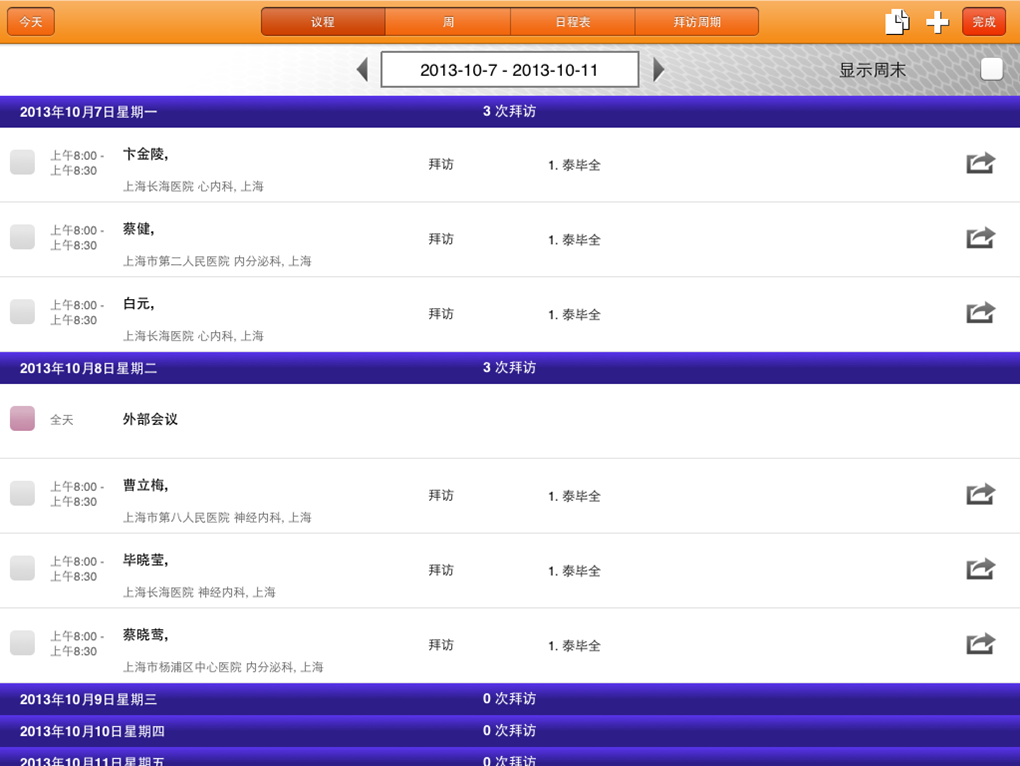 今天 议程 周 日程表 拜访周期 完成
2013-10-7 - 2013-10-11 显示周末
2013年10月7日星期一 3 次拜访
上午8:00 - 上午8:30 卞金陵, 拜访 1. 泰毕全
上海长海医院 心内科, 上海
上午8:00 - 上午8:30 蔡健, 拜访 1. 泰毕全
上海市第二人民医院 内分泌科, 上海
上午8:00 - 上午8:30 白元, 拜访 1. 泰毕全
上海长海医院 心内科, 上海
2013年10月8日星期二 3 次拜访
全天 外部会议
上午8:00 - 上午8:30 曹立梅, 拜访 1. 泰毕全
上海市第八人民医院 神经内科, 上海
上午8:00 - 上午8:30 毕晓莹, 拜访 1. 泰毕全
上海长海医院 神经内科, 上海
上午8:00 - 上午8:30 蔡晓莺, 拜访 1. 泰毕全
上海市杨浦区中心医院 内分泌科, 上海
2013年10月9日星期三 0 次拜访
2013年10月10日星期四 0 次拜访
2013年10月11日星期五 0 次拜访